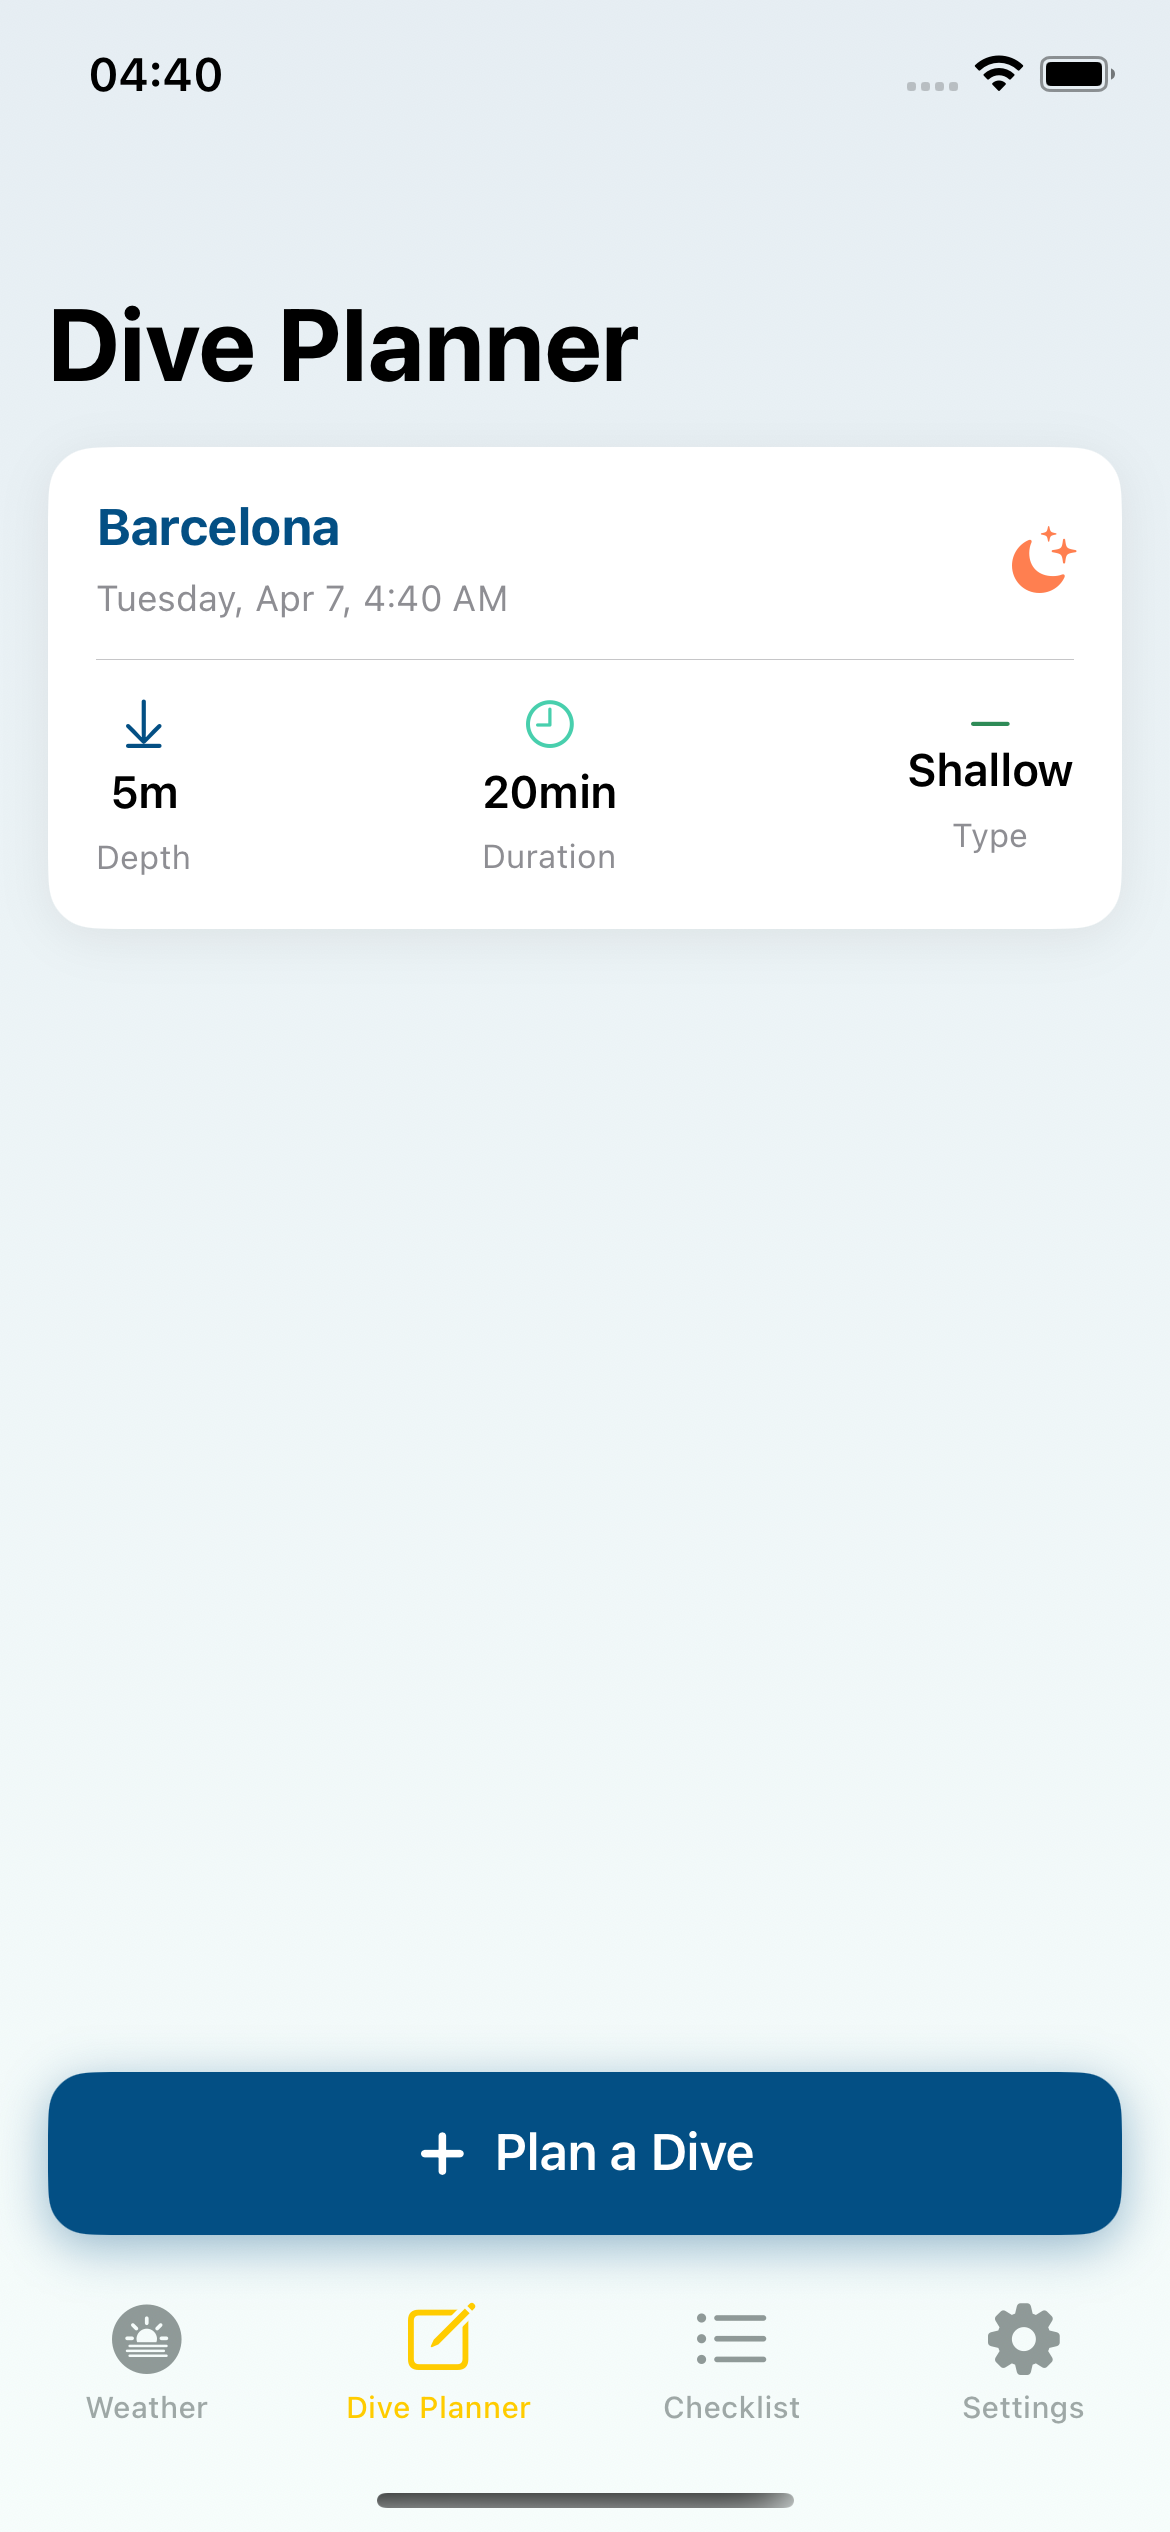 04:40
Dive Planner
Barcelona
Tuesday, Apr 7, 4:40 AM
5m
Depth
20min
Duration
Shallow
Type
Plan a Dive
Weather
Dive Planner
Checklist
Settings